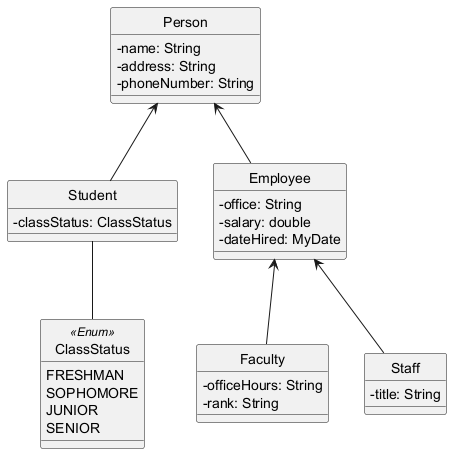 Person
-name: String
-address: String
-phoneNumber: String
Student
-classStatus: ClassStatus
Employee
-office: String
-salary: double
-dateHired: MyDate
«Enum»
ClassStatus
FRESHMAN
SOPHOMORE
JUNIOR
SENIOR
Faculty
-officeHours: String
-rank: String
Staff
-title: String